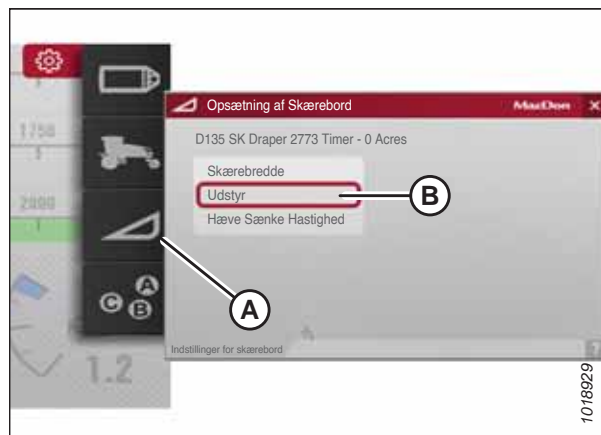 Opsætning af Skærebord MacDon ×
D135 SK Draper 2773 Timer - 0 Acres
Skærebredde
Udstyr
Hæve Sænke Hastighed
Indstillinger for skærebord
1750
2000
1.2
A
B
C
A
B
1018929